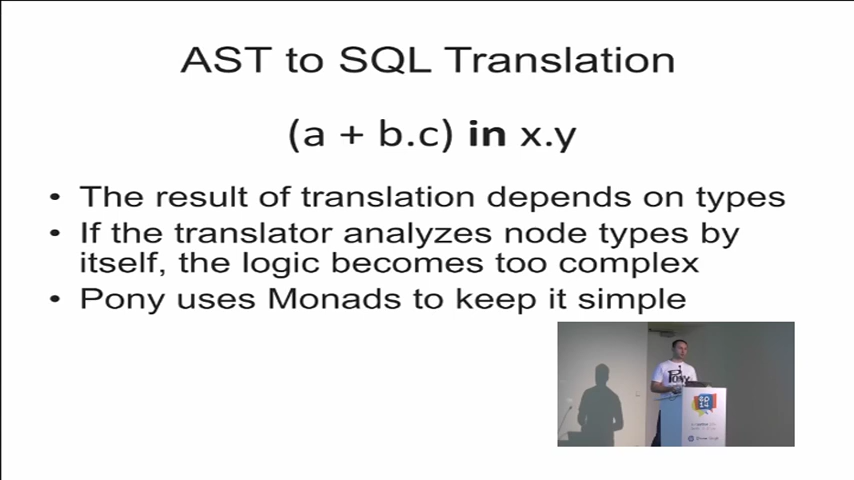 AST to SQL Translation
(a + b.c) in x.y
• The result of translation depends on types
• If the translator analyzes node types by
itself, the logic becomes too complex
• Pony uses Monads to keep it simple
Pony